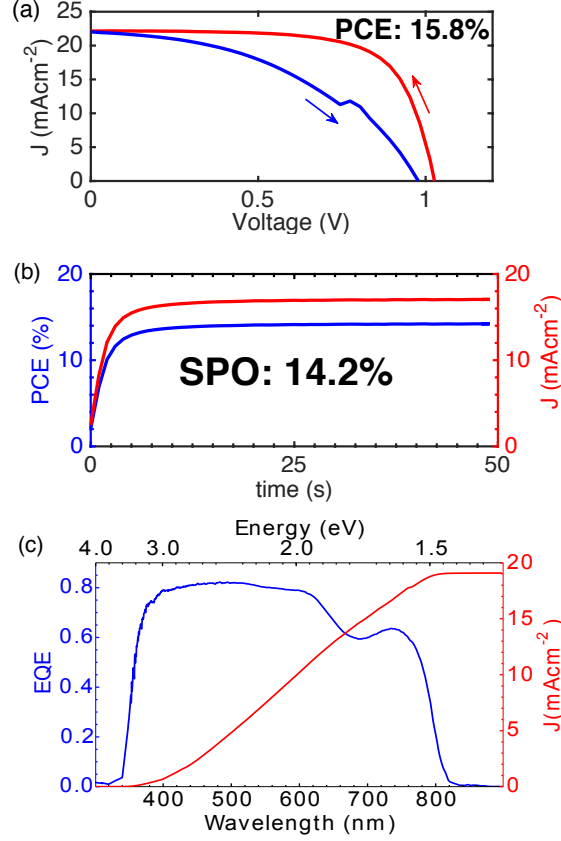 (a)
PCE: 15.8%
25
20
15
10
5
0
J (mAcm⁻²)
0 0.5 1
Voltage (V)
(b)
20 20
10 10
0 0
PCE (%)
J (mAcm⁻²)
SPO: 14.2%
0 25 50
time (s)
Energy (eV)
(c)
4.0 3.0 2.0 1.5
0.8
0.6
0.4
0.2
0.0
EQE
20
15
10
5
0
J(mAcm⁻²)
400 500 600 700 800
Wavelength (nm)